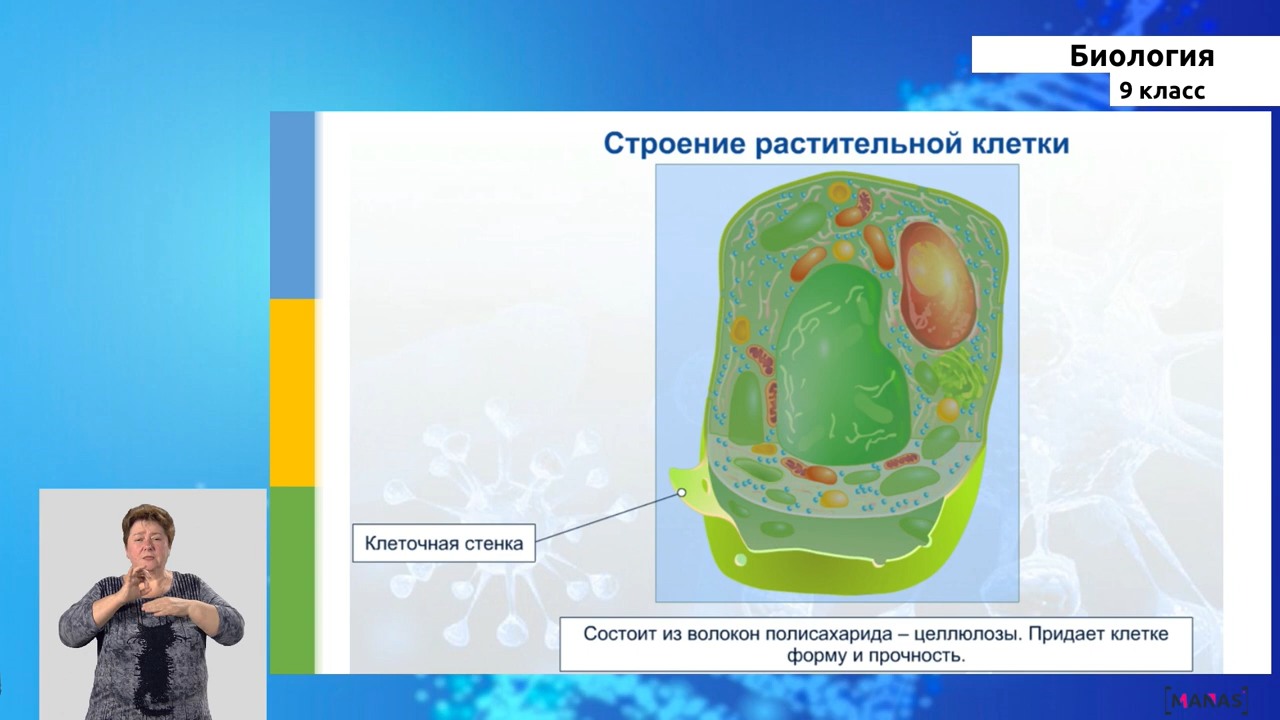 Биология
9 класс
Строение растительной клетки
Клеточная стенка
Состоит из волокон полисахарида – целлюлозы. Придает клетке
форму и прочность.
[MANAS]